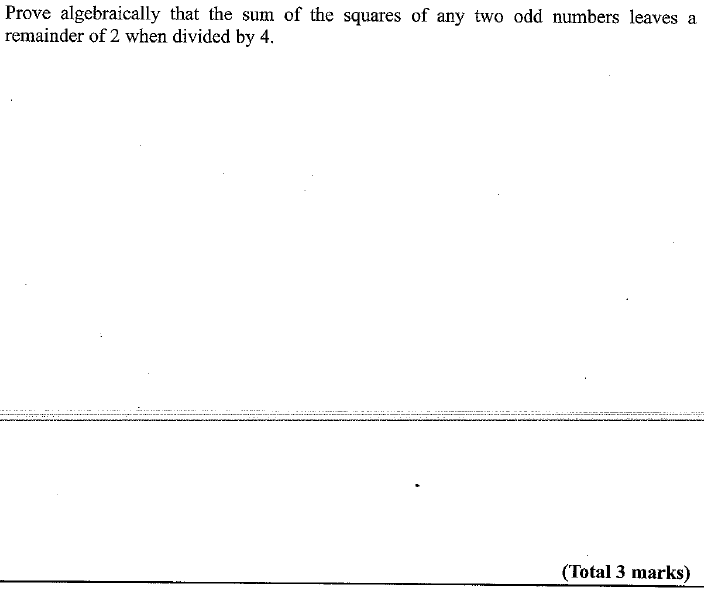 Prove algebraically that the sum of the squares of any two odd numbers leaves a
remainder of 2 when divided by 4.
(Total 3 marks)